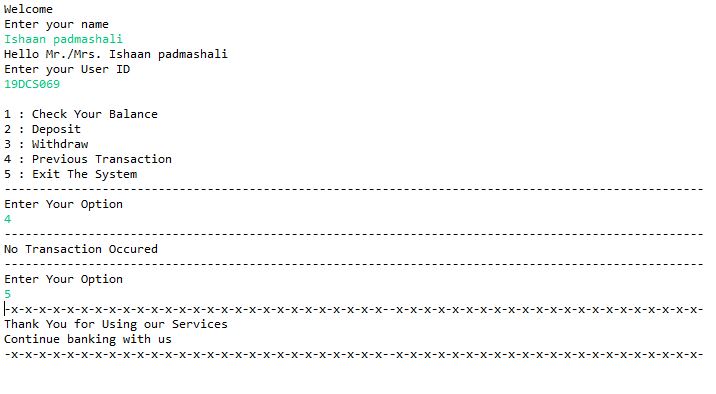 Welcome
Enter your name
Ishaan padmashali
Hello Mr./Mrs. Ishaan padmashali
Enter your User ID
19DCS069
1 : Check Your Balance
2 : Deposit
3 : Withdraw
4 : Previous Transaction
5 : Exit The System
----------------------------------------------------------------------------------------------------
Enter Your Option
4
----------------------------------------------------------------------------------------------------
No Transaction Occured
----------------------------------------------------------------------------------------------------
Enter Your Option
5
-x-x-x-x-x-x-x-x-x-x-x-x-x-x-x-x-x-x-x-x-x-x-x-x-x-x-x--x-x-x-x-x-x-x-x-x-x-x-x-x-x-x-x-x-x-x-x-x-x-
Thank You for Using our Services
Continue banking with us
-x-x-x-x-x-x-x-x-x-x-x-x-x-x-x-x-x-x-x-x-x-x-x-x-x-x-x--x-x-x-x-x-x-x-x-x-x-x-x-x-x-x-x-x-x-x-x-x-x-